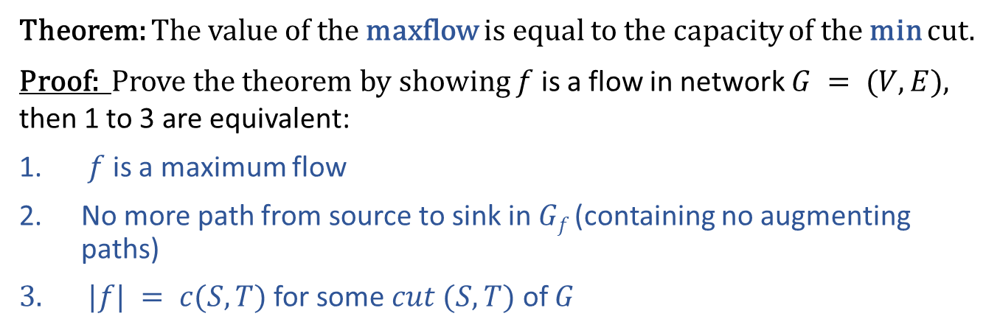 Theorem: The value of the maxflow is equal to the capacity of the min cut.
Proof: Prove the theorem by showing f is a flow in network G = (V, E),
then 1 to 3 are equivalent:
1. f is a maximum flow
2. No more path from source to sink in G_f (containing no augmenting
paths)
3. |f| = c(S, T) for some cut (S, T) of G